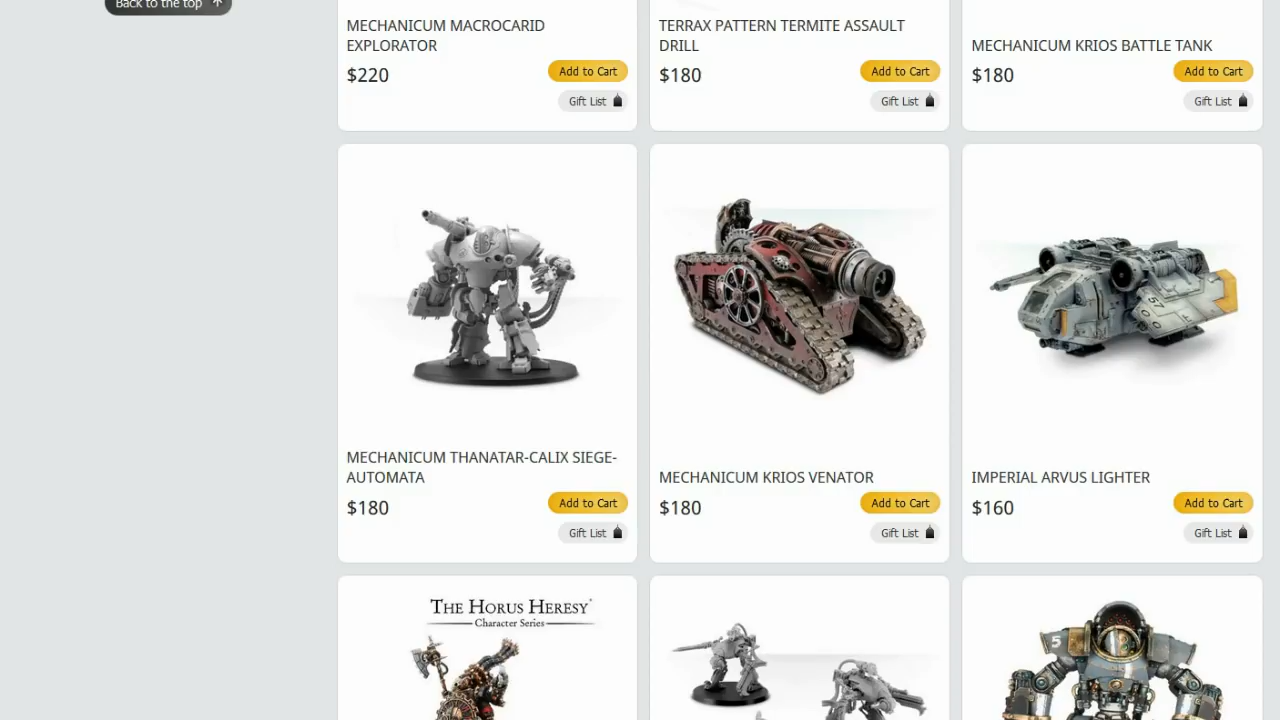 Back to the top
MECHANICUM MACROCARID
EXPLORATOR
$220
Add to Cart
Gift List
TERRAX PATTERN TERMITE ASSAULT
DRILL
$180
Add to Cart
Gift List
MECHANICUM KRIOS BATTLE TANK
$180
Add to Cart
Gift List
MECHANICUM THANATAR-CALIX SIEGE-
AUTOMATA
$180
Add to Cart
Gift List
MECHANICUM KRIOS VENATOR
$180
Add to Cart
Gift List
57
IMPERIAL ARVUS LIGHTER
$160
Add to Cart
Gift List
THE HORUS HERESY
Character Series
5